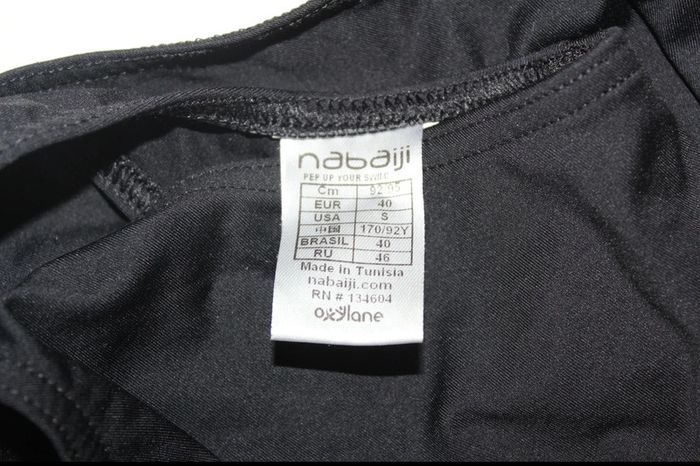 nabaiji
PEP UP YOUR SWIM
Cm 92-95
EUR 40
USA S
中国 170/92Y
BRASIL 40
RU 46
Made in Tunisia
nabaiji.com
RN # 134604
oxylane